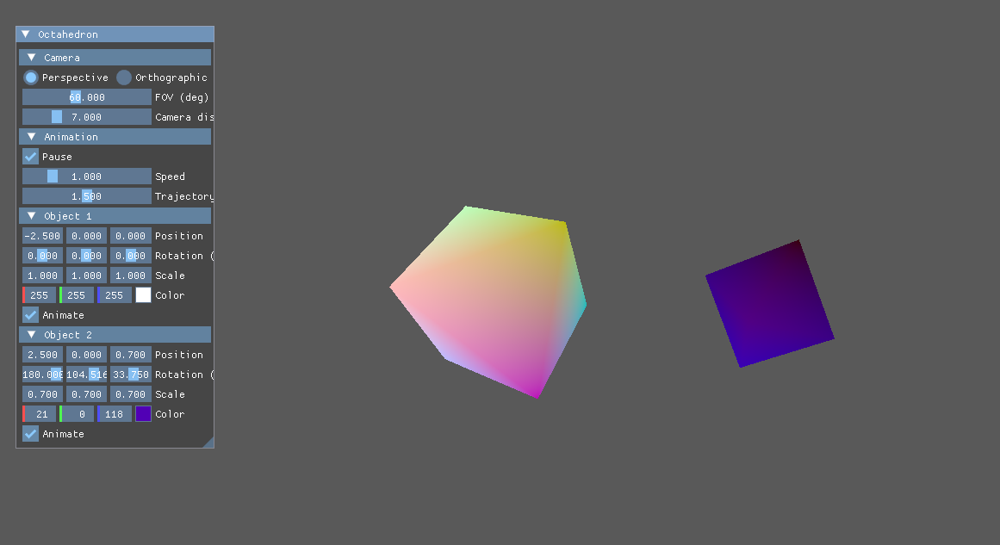 Octahedron
Camera
Perspective Orthographic
60.000 FOV (deg)
7.000 Camera dis
Animation
Pause
1.000 Speed
1.500 Trajectory
Object 1
-2.500 0.000 0.000 Position
0.000 0.000 0.000 Rotation (
1.000 1.000 1.000 Scale
255 255 255 Color
Animate
Object 2
2.500 0.000 0.700 Position
180.000 104.516 33.750 Rotation (
0.700 0.700 0.700 Scale
21 0 118 Color
Animate